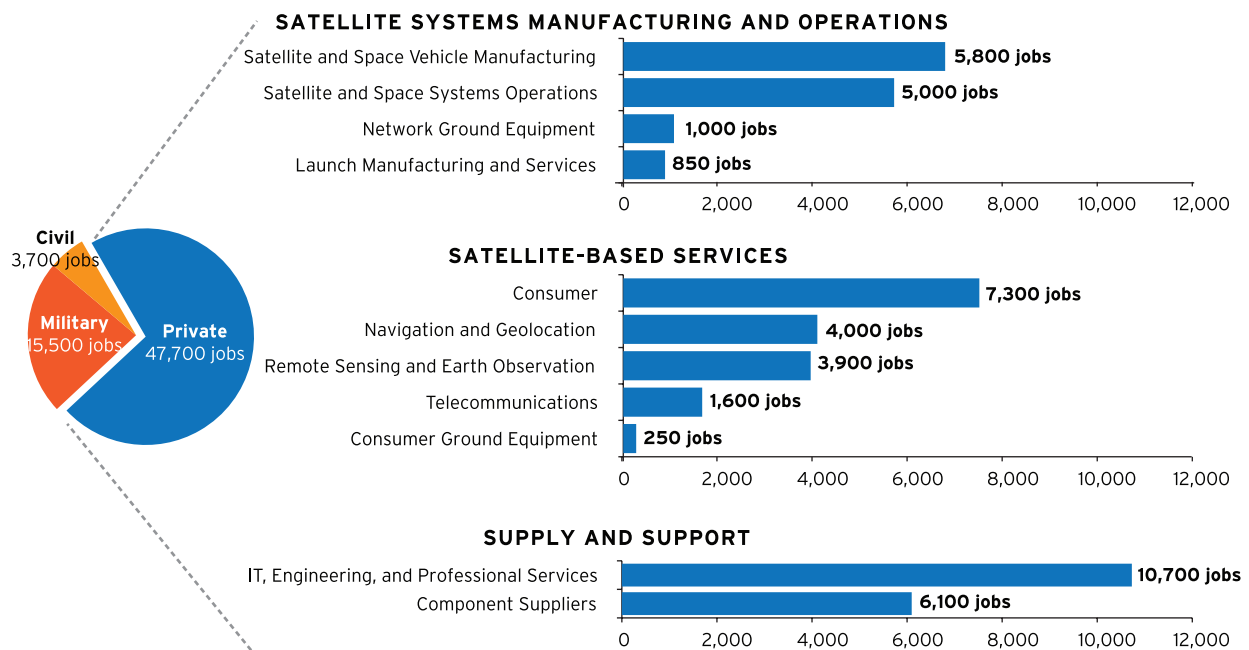 SATELLITE SYSTEMS MANUFACTURING AND OPERATIONS
Satellite and Space Vehicle Manufacturing 5,800 jobs
Satellite and Space Systems Operations 5,000 jobs
Network Ground Equipment 1,000 jobs
Launch Manufacturing and Services 850 jobs
0 2,000 4,000 6,000 8,000 10,000 12,000
Civil
3,700 jobs
Military
15,500 jobs
Private
47,700 jobs
SATELLITE-BASED SERVICES
Consumer 7,300 jobs
Navigation and Geolocation 4,000 jobs
Remote Sensing and Earth Observation 3,900 jobs
Telecommunications 1,600 jobs
Consumer Ground Equipment 250 jobs
0 2,000 4,000 6,000 8,000 10,000 12,000
SUPPLY AND SUPPORT
IT, Engineering, and Professional Services 10,700 jobs
Component Suppliers 6,100 jobs
0 2,000 4,000 6,000 8,000 10,000 12,000